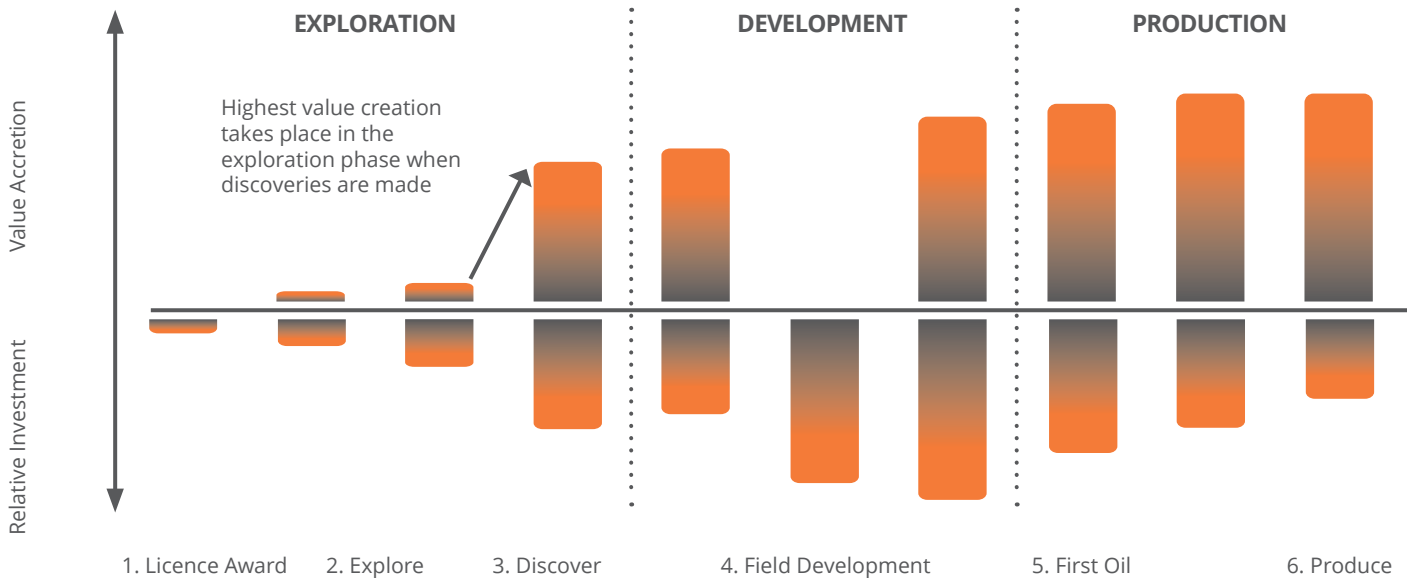 EXPLORATION
DEVELOPMENT
PRODUCTION
Value Accretion
Highest value creation
takes place in the
exploration phase when
discoveries are made
Relative Investment
1. Licence Award
2. Explore
3. Discover
4. Field Development
5. First Oil
6. Produce